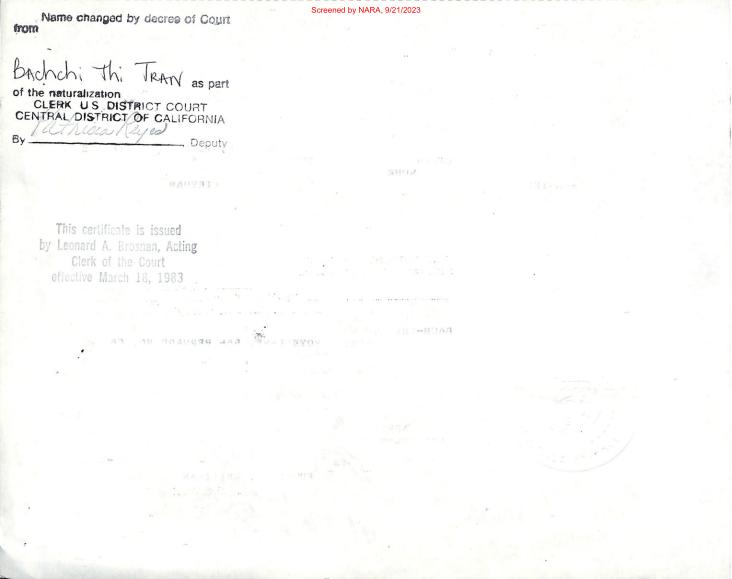 Screened by NARA, 9/21/2023
Name changed by decree of Court
from
Bachchi Thi TRAN as part
of the naturalization
CLERK U S DISTRICT COURT
CENTRAL DISTRICT OF CALIFORNIA
Patricia Reyes
By Deputy
This certificate is issued
by Leonard A. Brosnan, Acting
Clerk of the Court
effective March 18, 1983